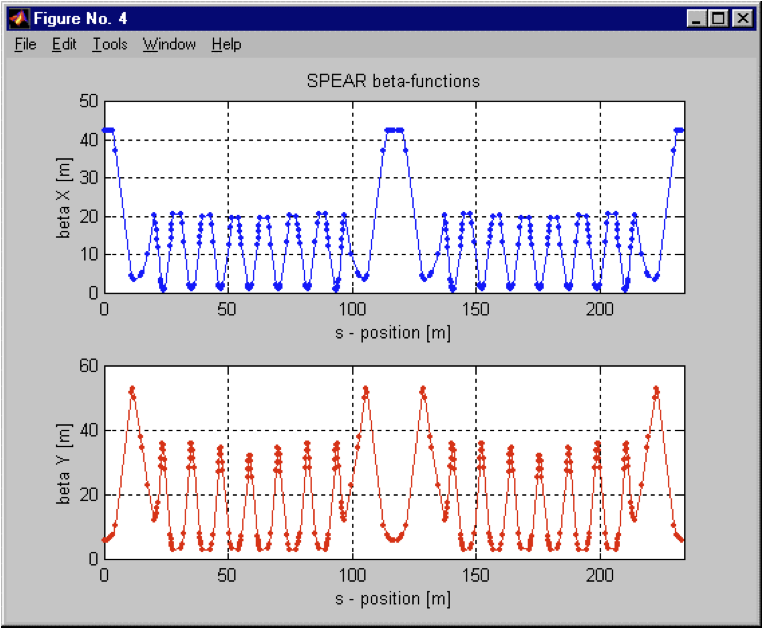 Figure No. 4
File Edit Tools Window Help
SPEAR beta-functions
50
40
30
20
10
0
beta X [m]
0 50 100 150 200
s - position [m]
60
40
20
0
beta Y [m]
0 50 100 150 200
s - position [m]